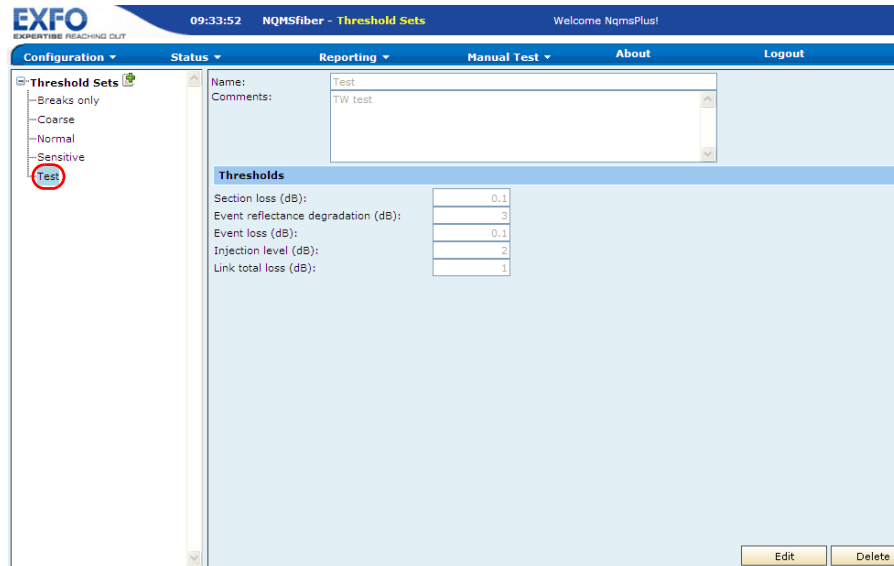 EXFO
EXPERTISE REACHING OUT
09:33:52 NQMSfiber - Threshold Sets Welcome NqmsPlus!
Configuration Status Reporting Manual Test About Logout
Threshold Sets
Breaks only
Coarse
Normal
Sensitive
Test
Name: Test
Comments: TW test
Thresholds
Section loss (dB): 0.1
Event reflectance degradation (dB): 3
Event loss (dB): 0.1
Injection level (dB): 2
Link total loss (dB): 1
Edit Delete